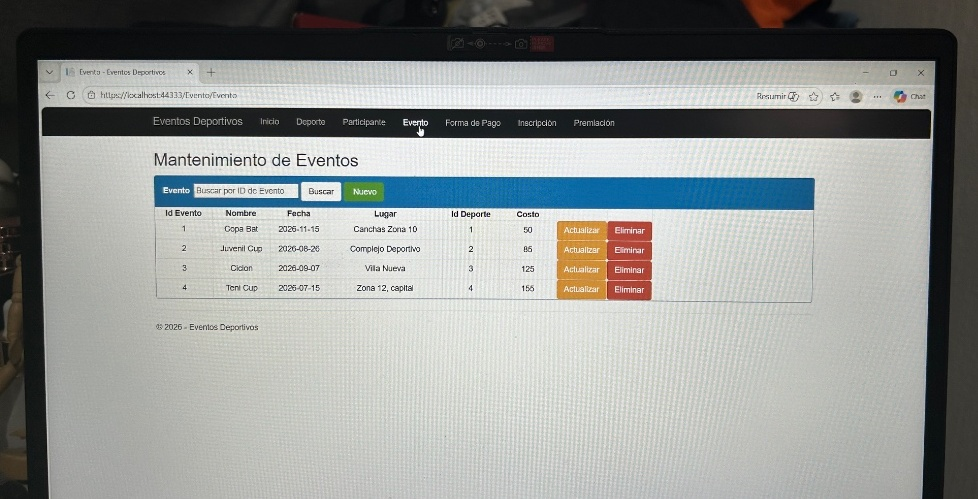 Evento - Eventos Deportivos
https://localhost:44333/Evento/Evento
Resumir
Chat
Eventos Deportivos Inicio Deporte Participante Evento Forma de Pago Inscripción Premiación
Mantenimiento de Eventos
Evento Buscar por ID de Evento Buscar Nuevo
Id Evento Nombre Fecha Lugar Id Deporte Costo
1 Copa Bat 2026-11-15 Canchas Zona 10 1 50 Actualizar Eliminar
2 Juvenil Cup 2026-08-26 Complejo Deportivo 2 85 Actualizar Eliminar
3 Ciclon 2026-09-07 Villa Nueva 3 125 Actualizar Eliminar
4 Teni Cup 2026-07-15 Zona 12, capital 4 155 Actualizar Eliminar
© 2026 - Eventos Deportivos